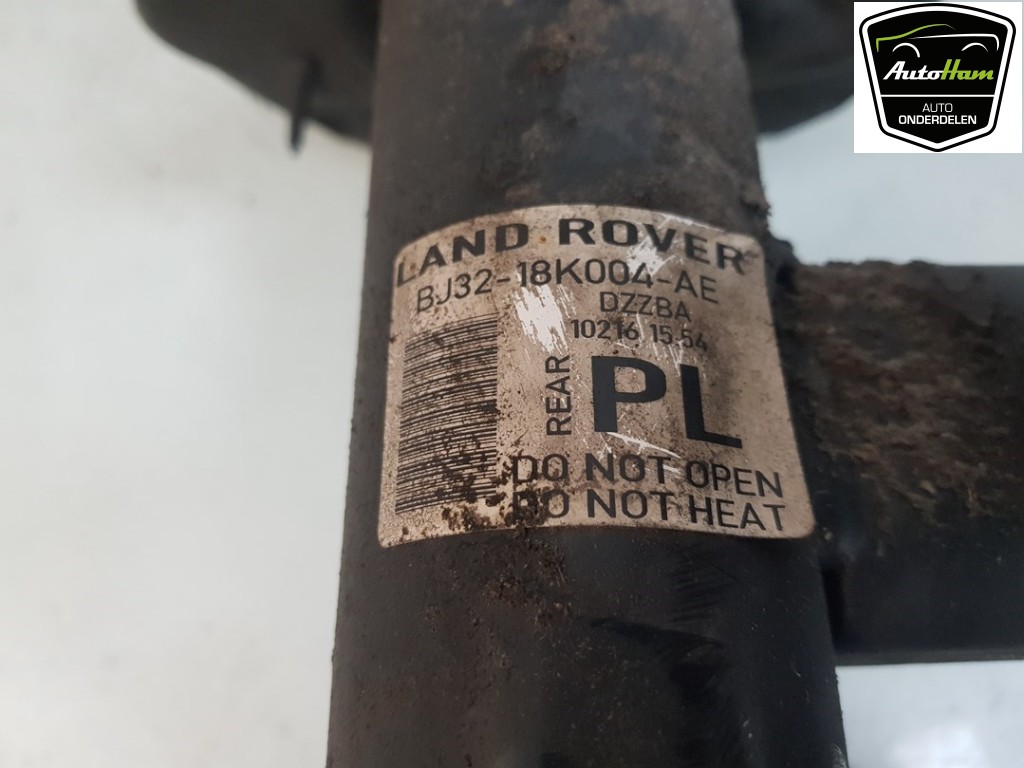 LAND ROVER
BJ32-18K004-AE
DZZBA
10216 15:54
REAR
PL
DO NOT OPEN
DO NOT HEAT
AutoHam
AUTO
ONDERDELEN